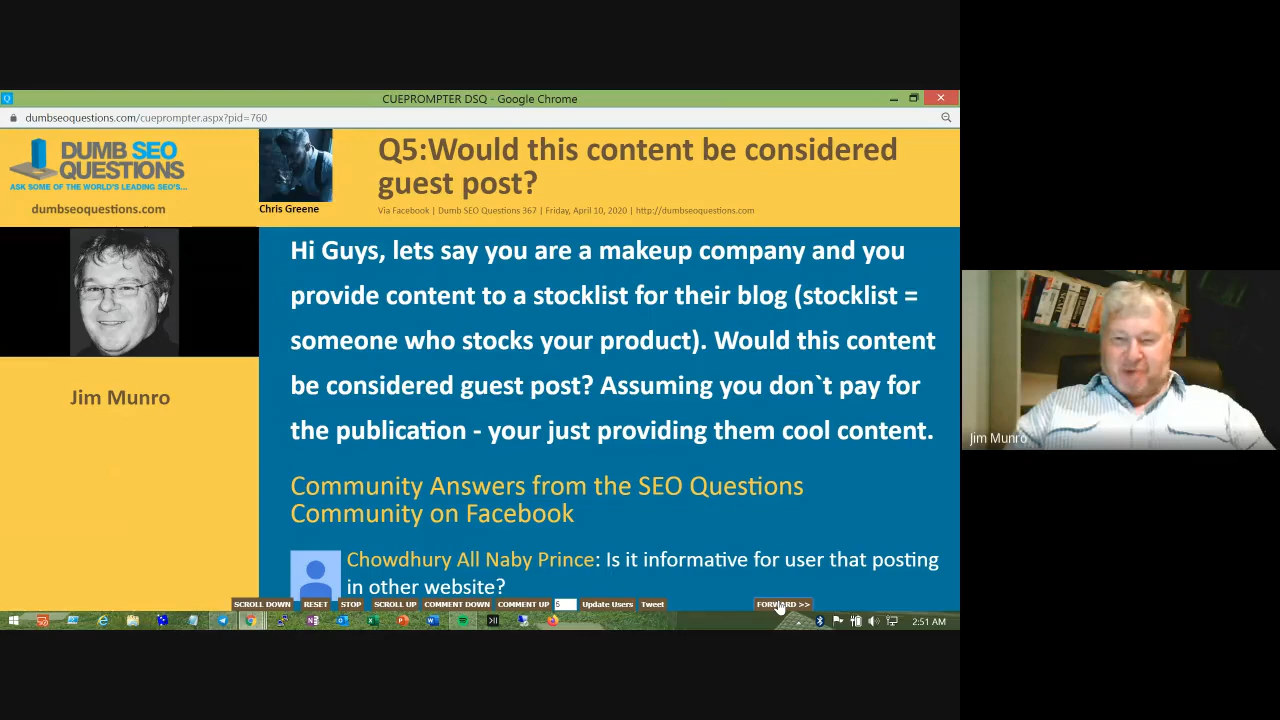 CUEPROMPTER DSQ - Google Chrome
dumbseoquestions.com/cueprompter.aspx?pid=760
DUMB SEO
QUESTIONS
ASK SOME OF THE WORLD'S LEADING SEO'S...
dumbseoquestions.com
Chris Greene
Q5:Would this content be considered
guest post?
Via Facebook | Dumb SEO Questions 367 | Friday, April 10, 2020 | http://dumbseoquestions.com
Jim Munro
Hi Guys, lets say you are a makeup company and you
provide content to a stocklist for their blog (stocklist =
someone who stocks your product). Would this content
be considered guest post? Assuming you don`t pay for
the publication - your just providing them cool content.
Community Answers from the SEO Questions
Community on Facebook
Chowdhury All Naby Prince: Is it informative for user that posting
in other website?
SCROLL DOWN RESET STOP SCROLL UP COMMENT DOWN COMMENT UP 5 Update Users Tweet FORWARD >>
2:51 AM
Jim Munro